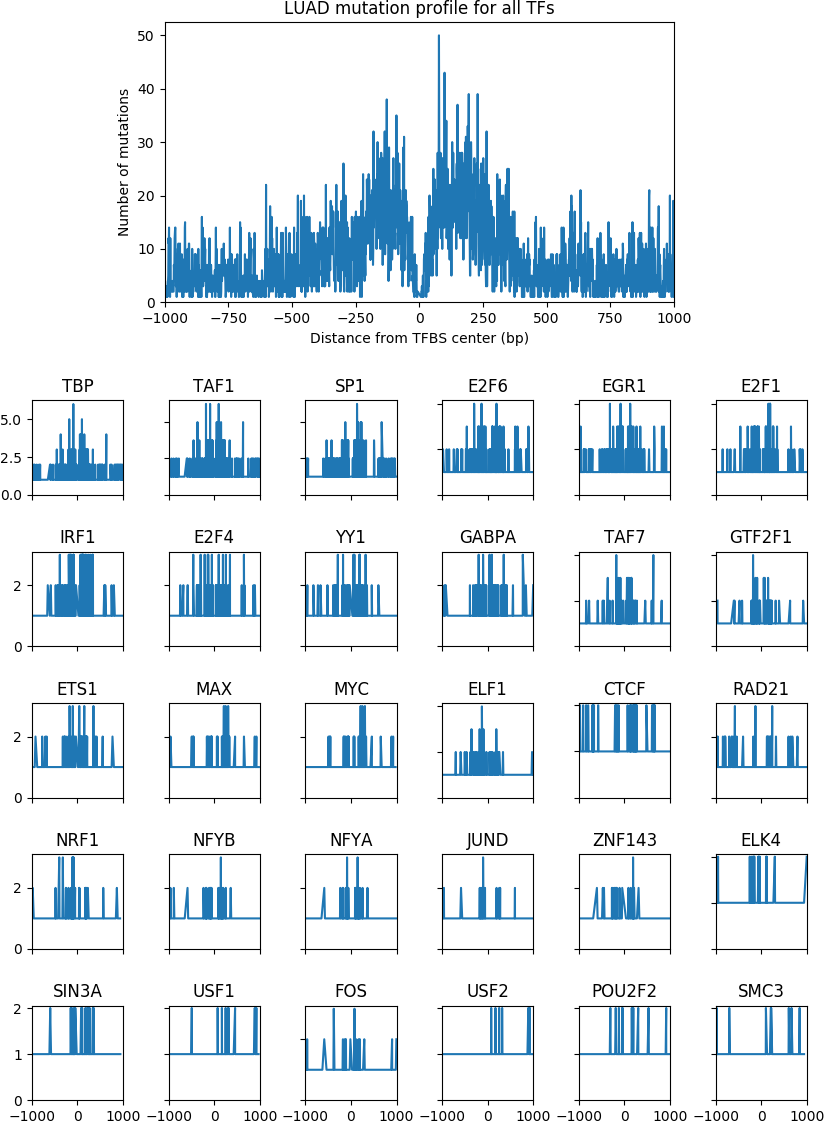 LUAD mutation profile for all TFs
50
40
30
20
10
0
Number of mutations
−1000 −750 −500 −250 0 250 500 750 1000
Distance from TFBS center (bp)
TBP TAF1 SP1 E2F6 EGR1 E2F1
5.0
2.5
0.0
IRF1 E2F4 YY1 GABPA TAF7 GTF2F1
2
0
ETS1 MAX MYC ELF1 CTCF RAD21
2
0
NRF1 NFYB NFYA JUND ZNF143 ELK4
2
0
SIN3A USF1 FOS USF2 POU2F2 SMC3
2
1
0
−1000 0 1000 −1000 0 1000 −1000 0 1000 −1000 0 1000 −1000 0 1000 −1000 0 1000